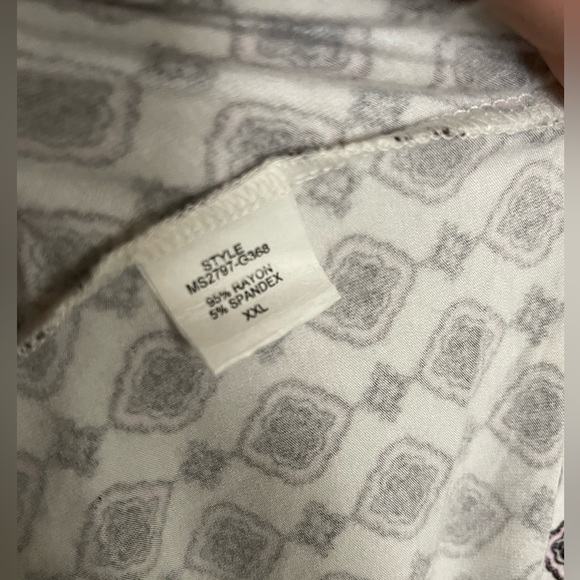 STYLE
MS2797-G368
95% RAYON
5% SPANDEX
XXL